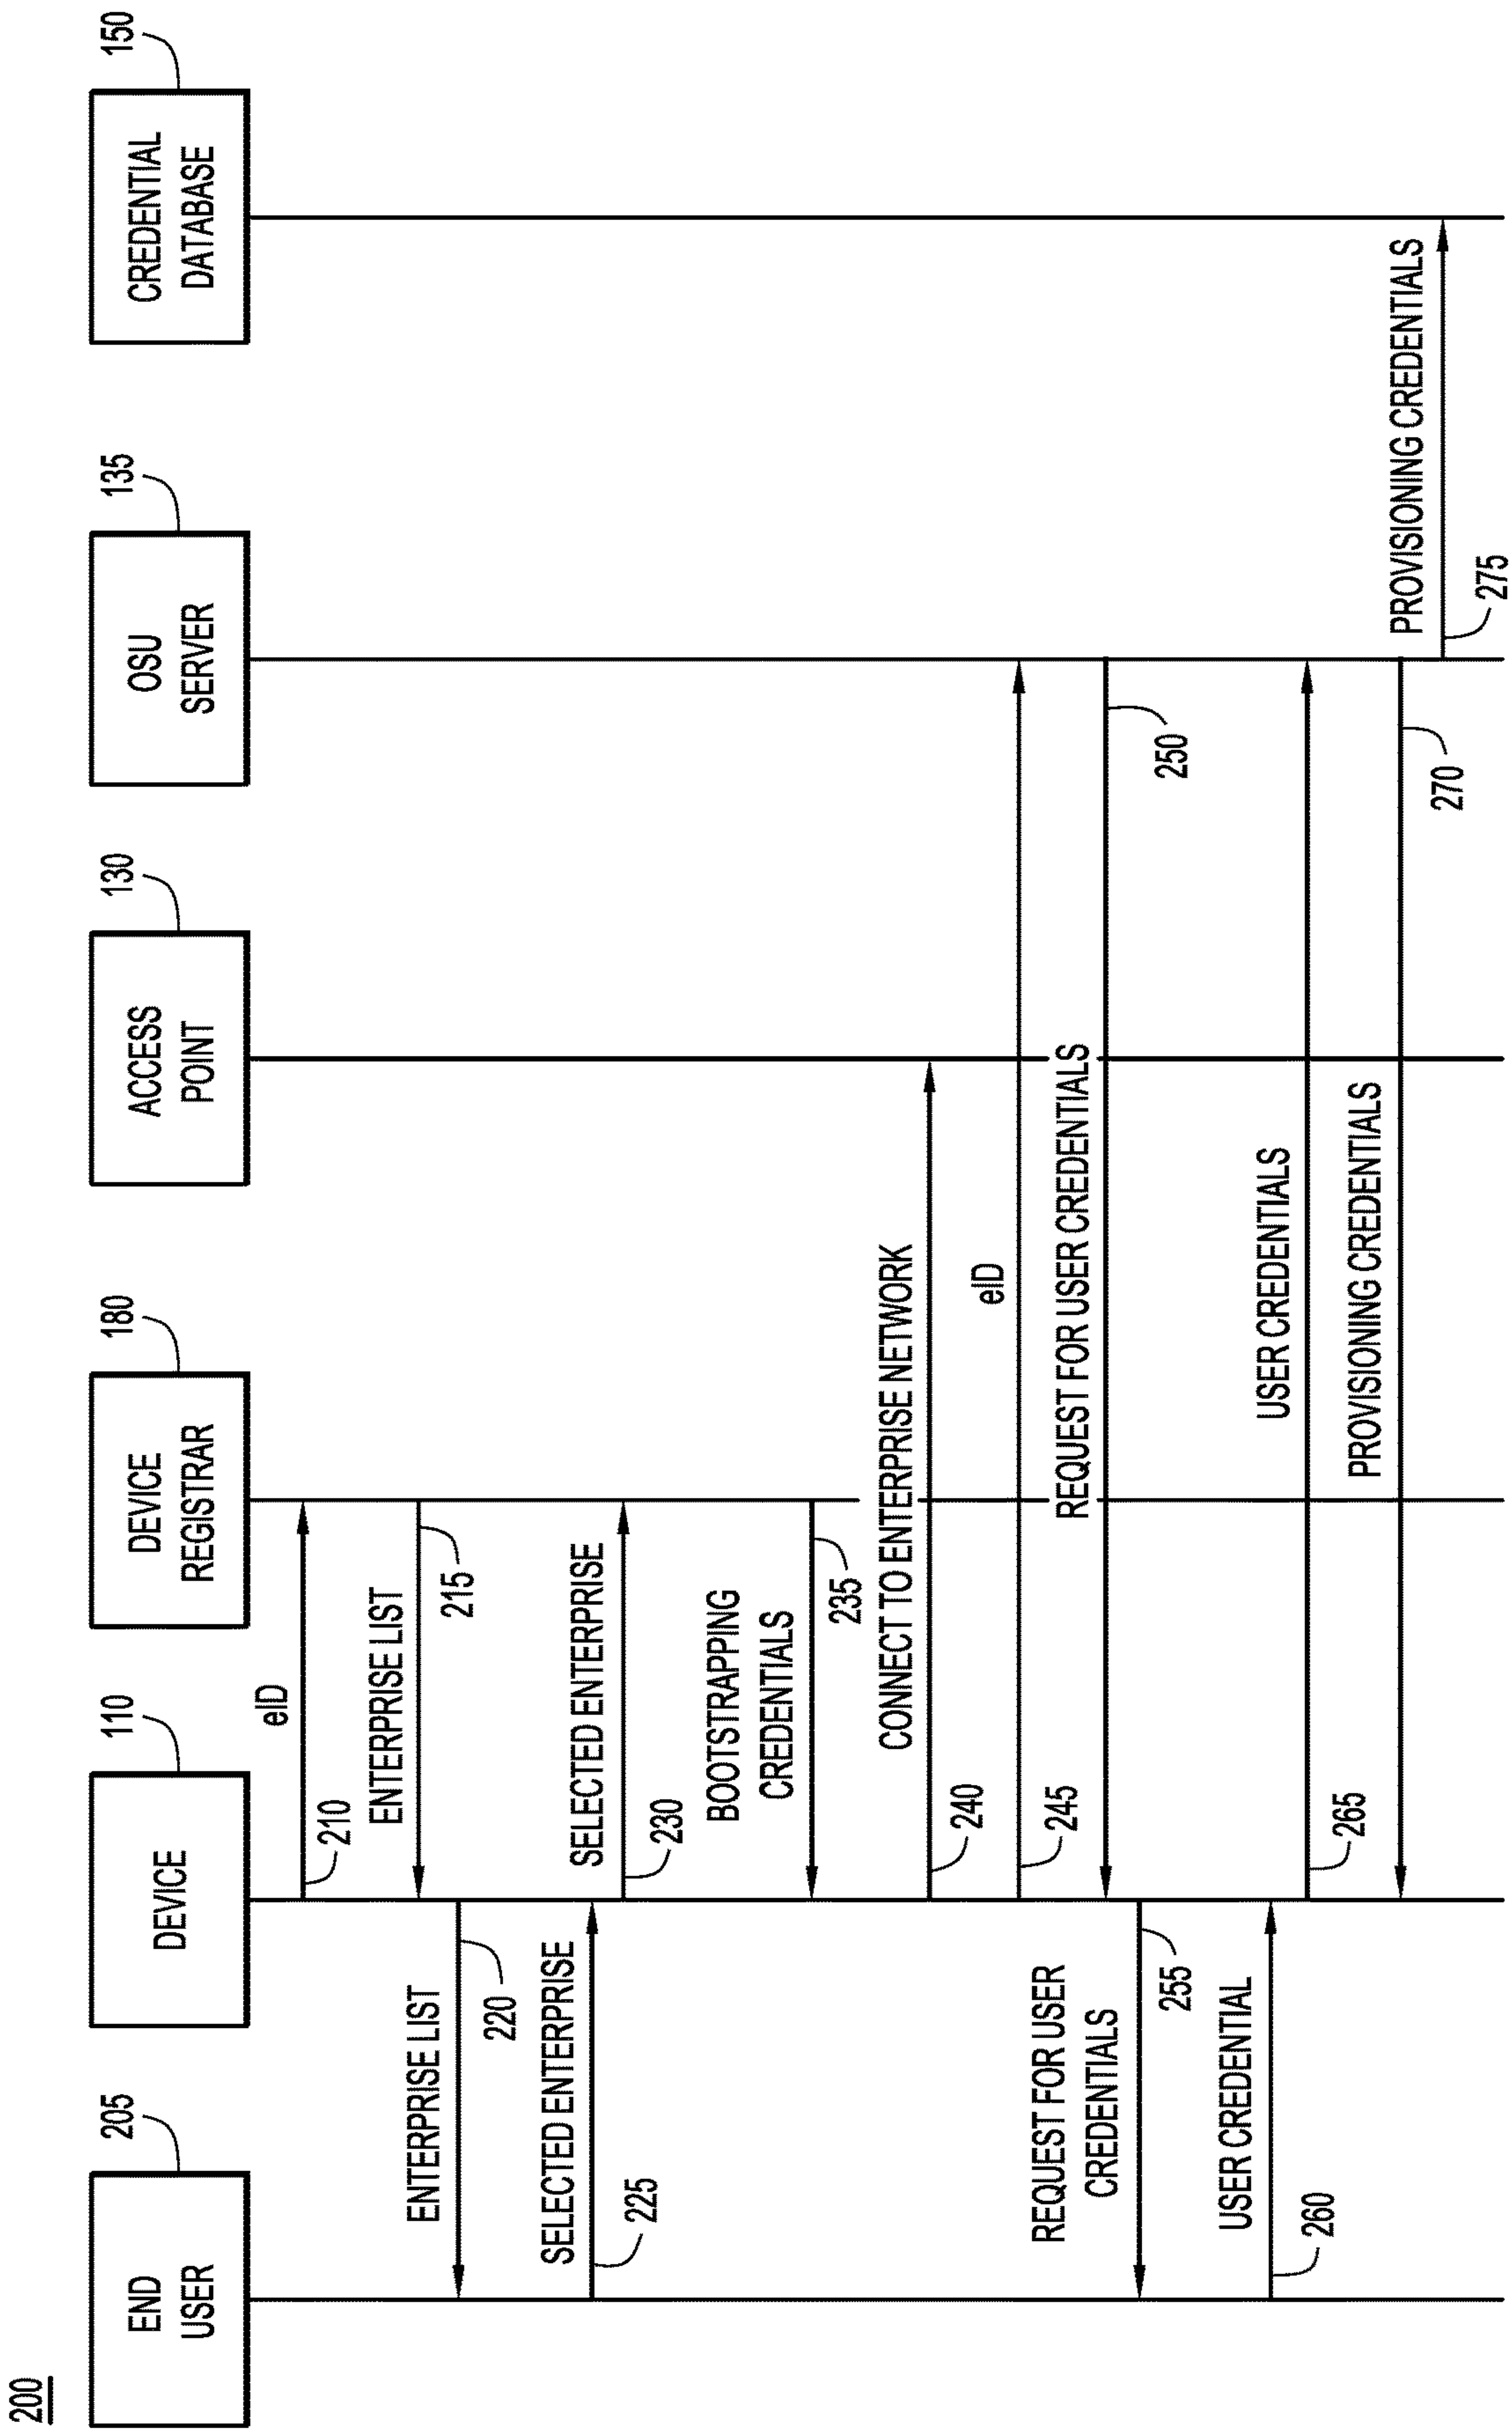 200
END
USER
205
DEVICE
110
DEVICE
REGISTRAR
180
ACCESS
POINT
130
OSU
SERVER
135
CREDENTIAL
DATABASE
150
eID
210
ENTERPRISE LIST
215
ENTERPRISE LIST
220
SELECTED ENTERPRISE
225
SELECTED ENTERPRISE
230
BOOTSTRAPPING
CREDENTIALS
235
CONNECT TO ENTERPRISE NETWORK
240
eID
245
REQUEST FOR USER CREDENTIALS
250
REQUEST FOR USER
CREDENTIALS
255
USER CREDENTIAL
260
USER CREDENTIALS
265
PROVISIONING CREDENTIALS
270
PROVISIONING CREDENTIALS
275